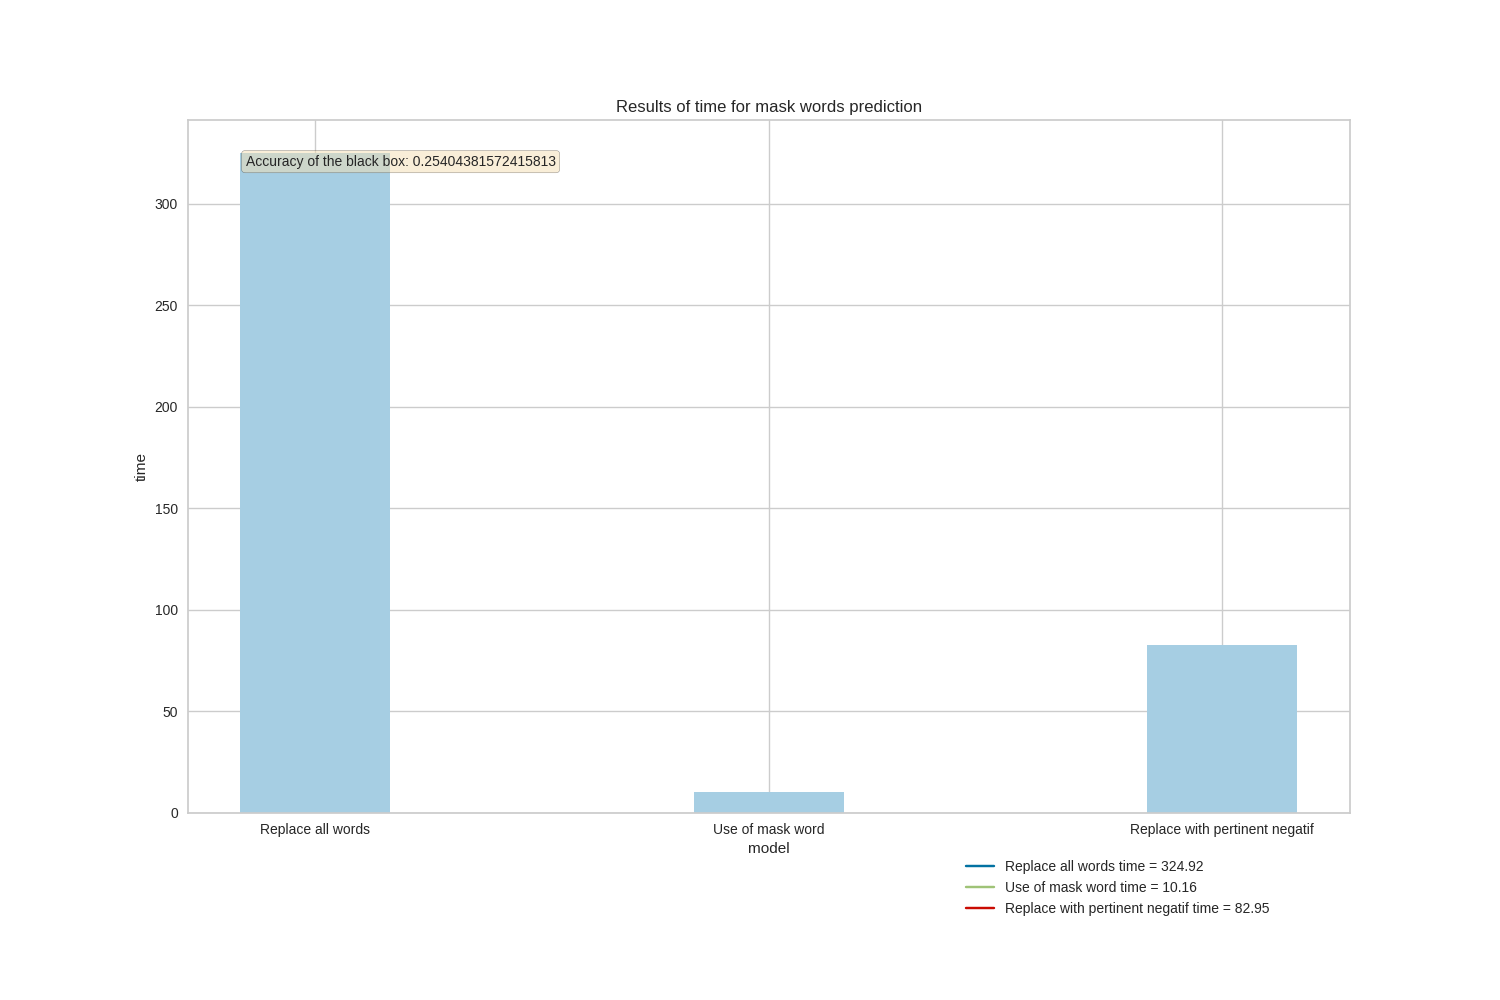 Results of time for mask words prediction
Accuracy of the black box: 0.25404381572415813
300
250
200
150
100
50
0
time
Replace all words
Use of mask word
Replace with pertinent negatif
model
Replace all words time = 324.92
Use of mask word time = 10.16
Replace with pertinent negatif time = 82.95